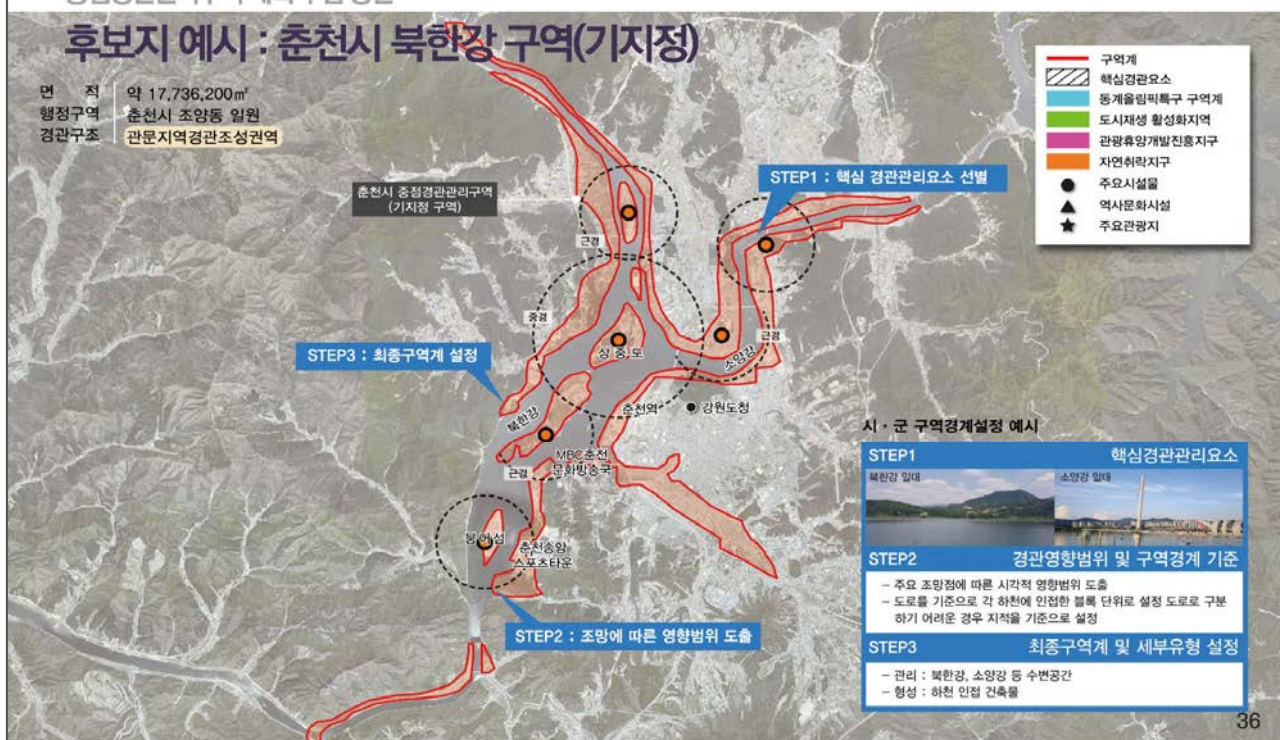 후보지 예시 : 춘천시 북한강 구역(기지정)
면 적 약 17,736,200㎡
행정구역 춘천시 조양동 일원
경관구조 관문지역경관조성권역
구역계
핵심경관요소
동계올림픽특구 구역계
도시재생 활성화지역
관광휴양개발진흥지구
자연취락지구
주요시설물
역사문화시설
주요관광지
춘천시 중점경관관리구역
(기지정 구역)
STEP1 : 핵심 경관관리요소 선별
근경
중경
STEP3 : 최종구역계 설정
상중도
소양강
근경
북한강
춘천역
강원도청
MBC춘천
문화방송국
근경
붕어섬
춘천송암
스포츠타운
STEP2 : 조망에 따른 영향범위 도출
시·군 구역경계설정 예시
STEP1 핵심경관관리요소
북한강 일대
소양강 일대
STEP2 경관영향범위 및 구역경계 기준
– 주요 조망점에 따른 시각적 영향범위 도출
– 도로를 기준으로 각 하천에 인접한 블록 단위로 설정 도로로 구분
하기 어려운 경우 지적을 기준으로 설정
STEP3 최종구역계 및 세부유형 설정
– 관리 : 북한강, 소양강 등 수변공간
– 형성 : 하천 인접 건축물
36